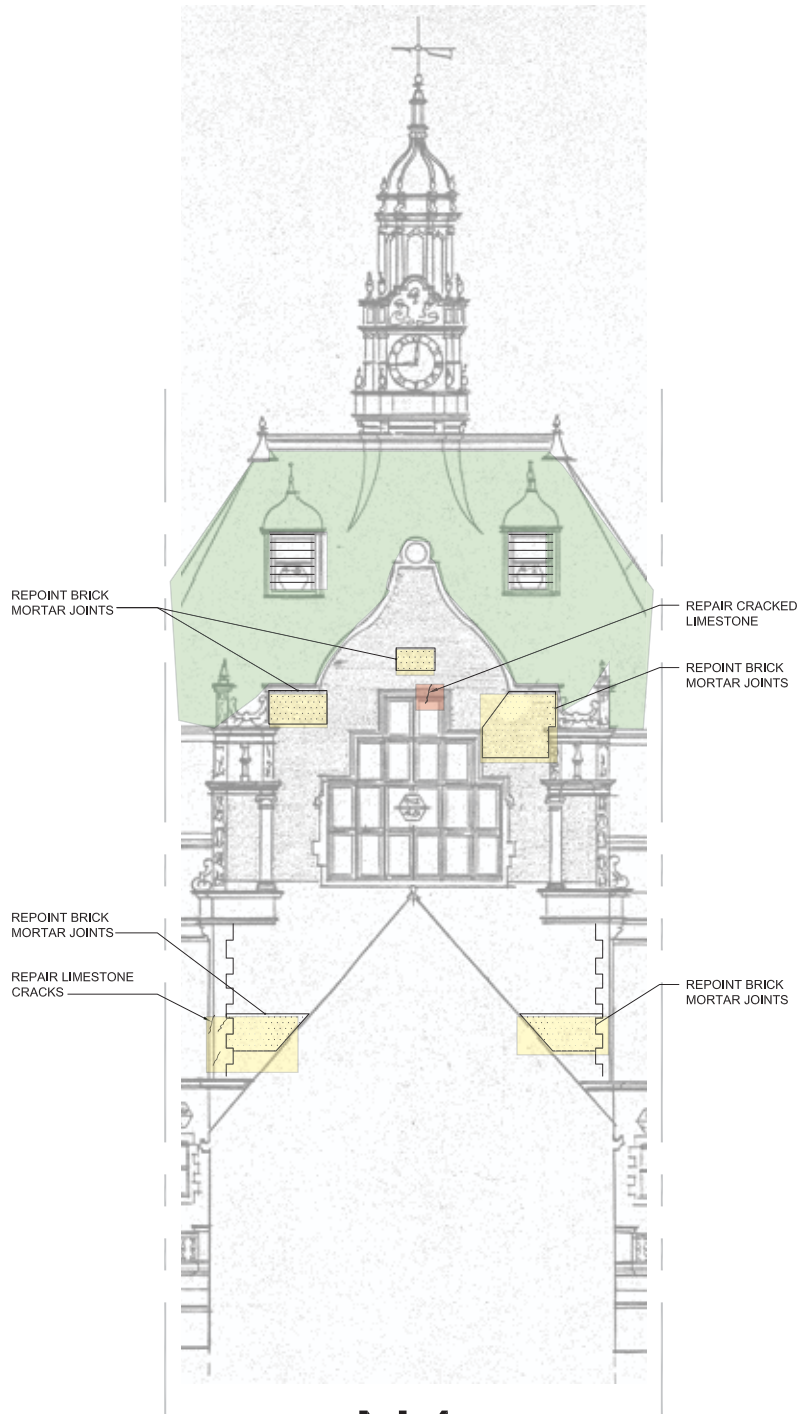 REPOINT BRICK
MORTAR JOINTS
REPAIR CRACKED
LIMESTONE
REPOINT BRICK
MORTAR JOINTS
REPOINT BRICK
MORTAR JOINTS
REPAIR LIMESTONE
CRACKS
REPOINT BRICK
MORTAR JOINTS